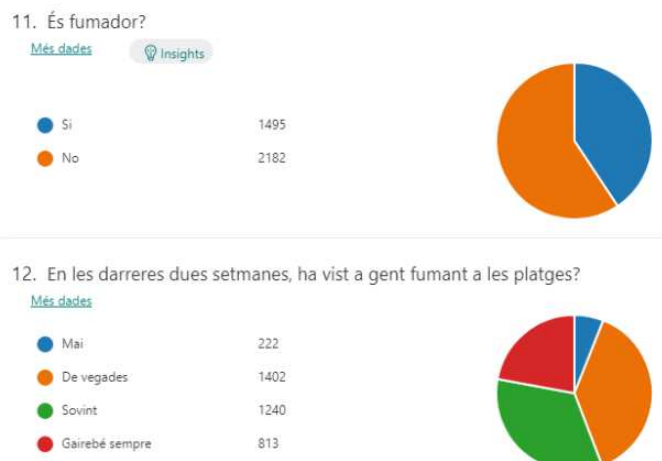 11. És fumador?
Més dades
Insights
Si 1495
No 2182
12. En les darreres dues setmanes, ha vist a gent fumant a les platges?
Més dades
Mai 222
De vegades 1402
Sovint 1240
Gairebé sempre 813